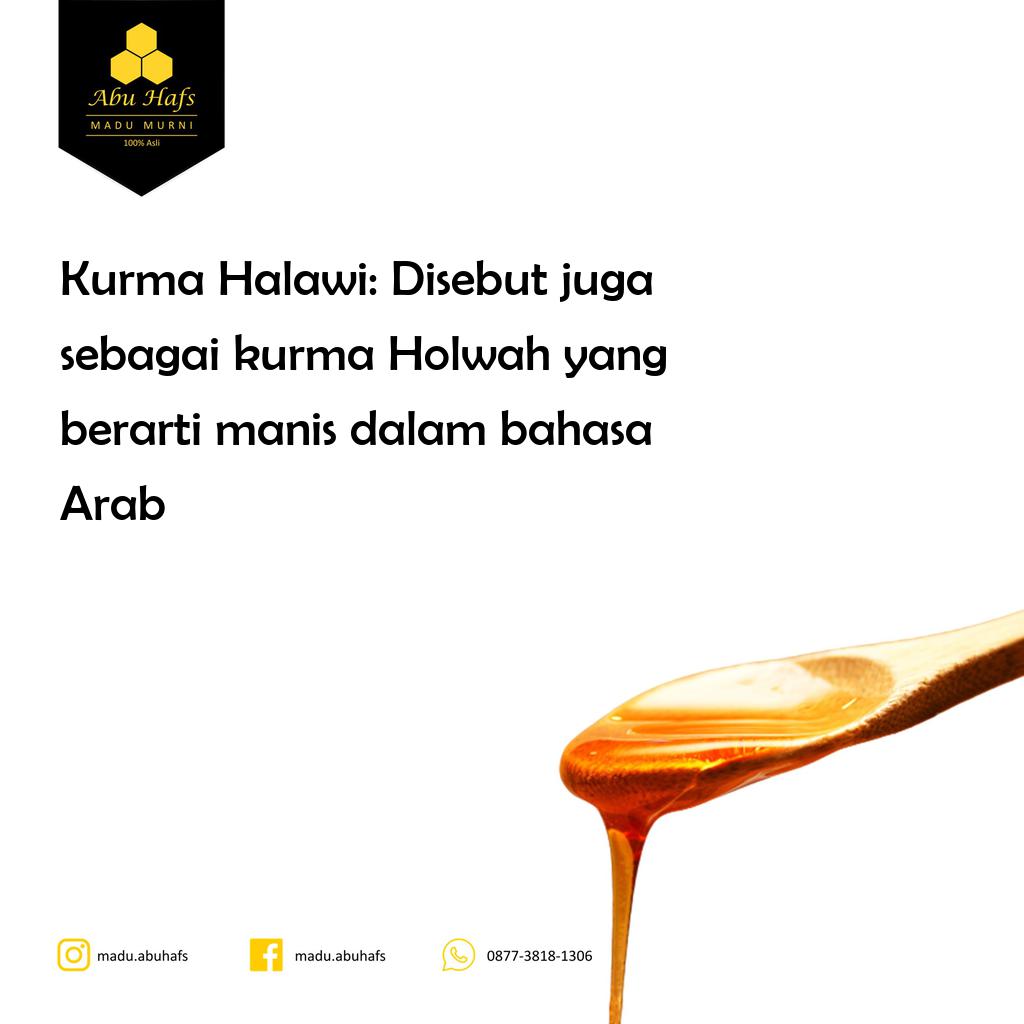 Abu Hafs
MADU MURNI
100% Asli
Kurma Halawi: Disebut juga
sebagai kurma Holwah yang
berarti manis dalam bahasa
Arab
madu.abuhafs
madu.abuhafs
0877-3818-1306